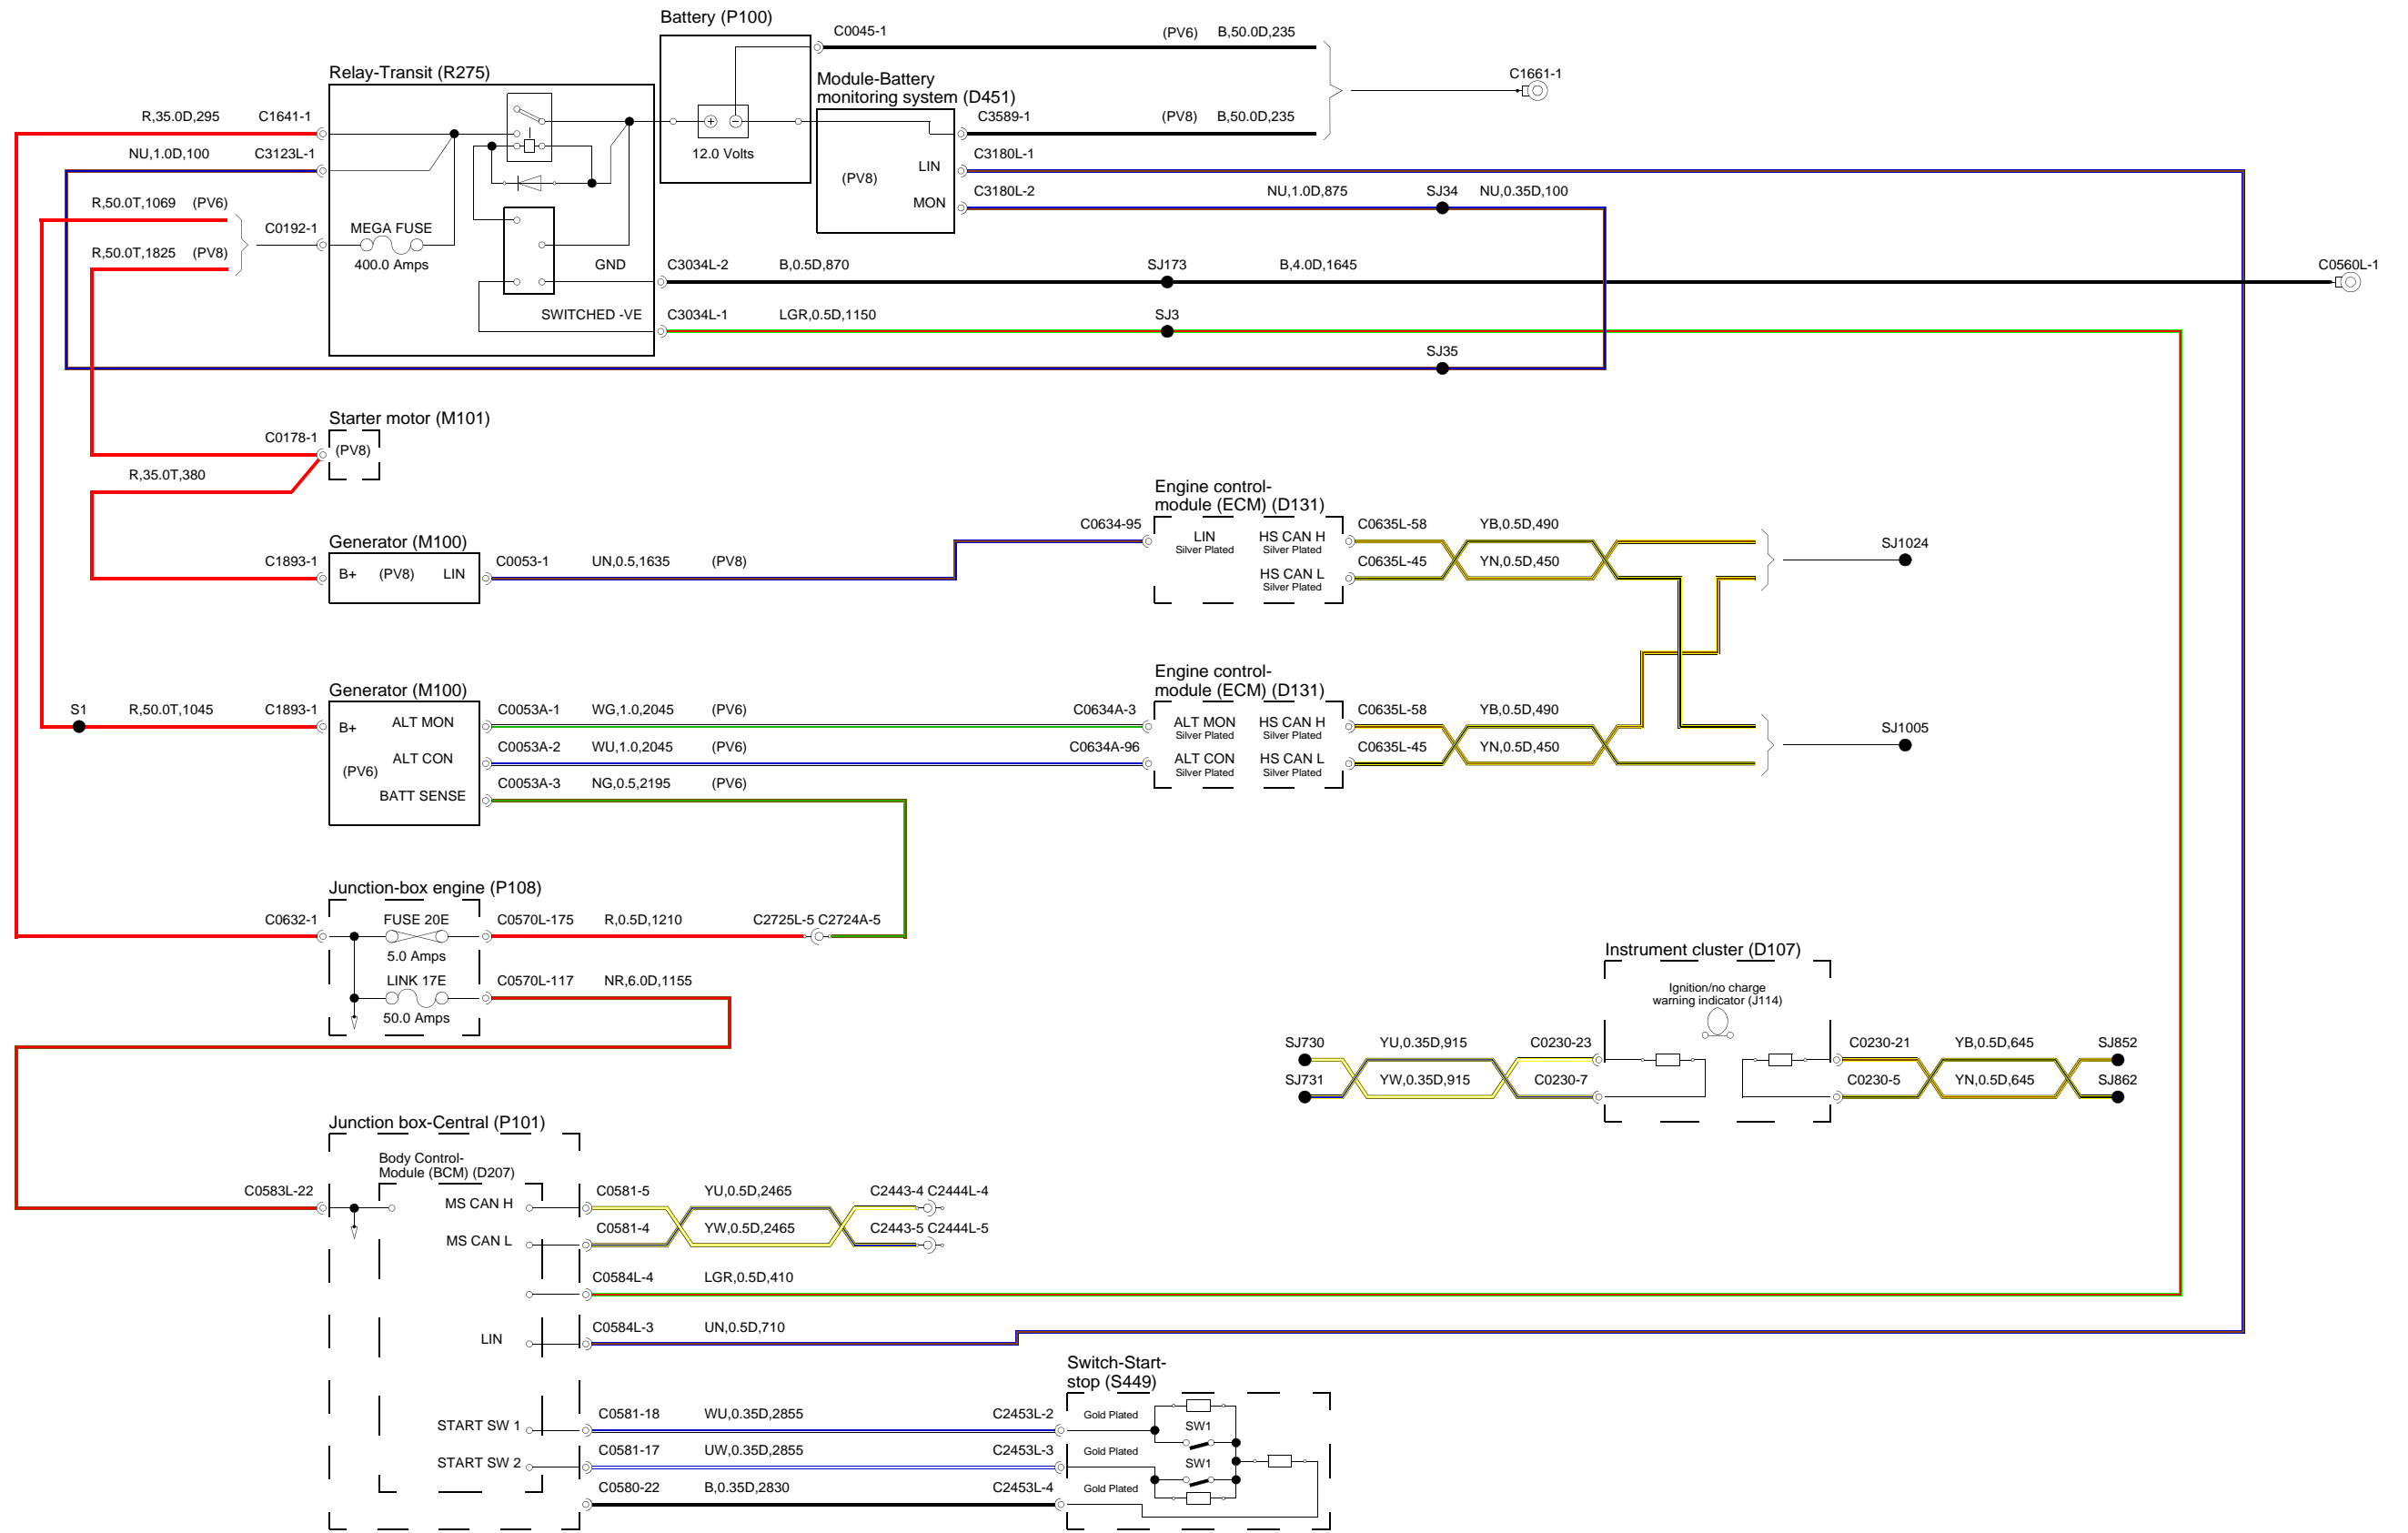 Battery (P100)
C0045-1
(PV6) B,50.0D,235
Relay-Transit (R275)
Module-Battery
monitoring system (D451)
C1661-1
R,35.0D,295 C1641-1
C3589-1
(PV8) B,50.0D,235
12.0 Volts
NU,1.0D,100 C3123L-1
(PV8)
LIN
C3180L-1
MON
C3180L-2
NU,1.0D,875 SJ34 NU,0.35D,100
R,50.0T,1069 (PV6)
C0192-1
MEGA FUSE
400.0 Amps
R,50.0T,1825 (PV8)
GND
C3034L-2
B,0.5D,870 SJ173 B,4.0D,1645
C0560L-1
SWITCHED -VE
C3034L-1
LGR,0.5D,1150 SJ3
SJ35
Starter motor (M101)
C0178-1
(PV8)
R,35.0T,380
Engine control-
module (ECM) (D131)
C0634-95
LIN
Silver Plated
HS CAN H
Silver Plated
C0635L-58 YB,0.5D,490
HS CAN L
Silver Plated
C0635L-45 YN,0.5D,450
SJ1024
Generator (M100)
C1893-1
B+ (PV8) LIN
C0053-1 UN,0.5,1635 (PV8)
Engine control-
module (ECM) (D131)
Generator (M100)
S1 R,50.0T,1045 C1893-1
B+
ALT MON
C0053A-1 WG,1.0,2045 (PV6)
C0634A-3
ALT MON
Silver Plated
HS CAN H
Silver Plated
C0635L-58 YB,0.5D,490
SJ1005
ALT CON
C0053A-2 WU,1.0,2045 (PV6)
C0634A-96
ALT CON
Silver Plated
HS CAN L
Silver Plated
C0635L-45 YN,0.5D,450
(PV6)
BATT SENSE
C0053A-3 NG,0.5,2195 (PV6)
Junction-box engine (P108)
C0632-1
FUSE 20E
5.0 Amps
C0570L-175 R,0.5D,1210 C2725L-5 C2724A-5
LINK 17E
50.0 Amps
C0570L-117 NR,6.0D,1155
Instrument cluster (D107)
Ignition/no charge
warning indicator (J114)
SJ730 YU,0.35D,915 C0230-23
C0230-21 YB,0.5D,645 SJ852
SJ731 YW,0.35D,915 C0230-7
C0230-5 YN,0.5D,645 SJ862
Junction box-Central (P101)
Body Control-
Module (BCM) (D207)
C0583L-22
MS CAN H
C0581-5 YU,0.5D,2465 C2443-4 C2444L-4
MS CAN L
C0581-4 YW,0.5D,2465 C2443-5 C2444L-5
C0584L-4 LGR,0.5D,410
LIN
C0584L-3 UN,0.5D,710
Switch-Start-
stop (S449)
START SW 1
C0581-18 WU,0.35D,2855 C2453L-2
Gold Plated
SW1
START SW 2
C0581-17 UW,0.35D,2855 C2453L-3
Gold Plated
SW1
C0580-22 B,0.35D,2830 C2453L-4
Gold Plated